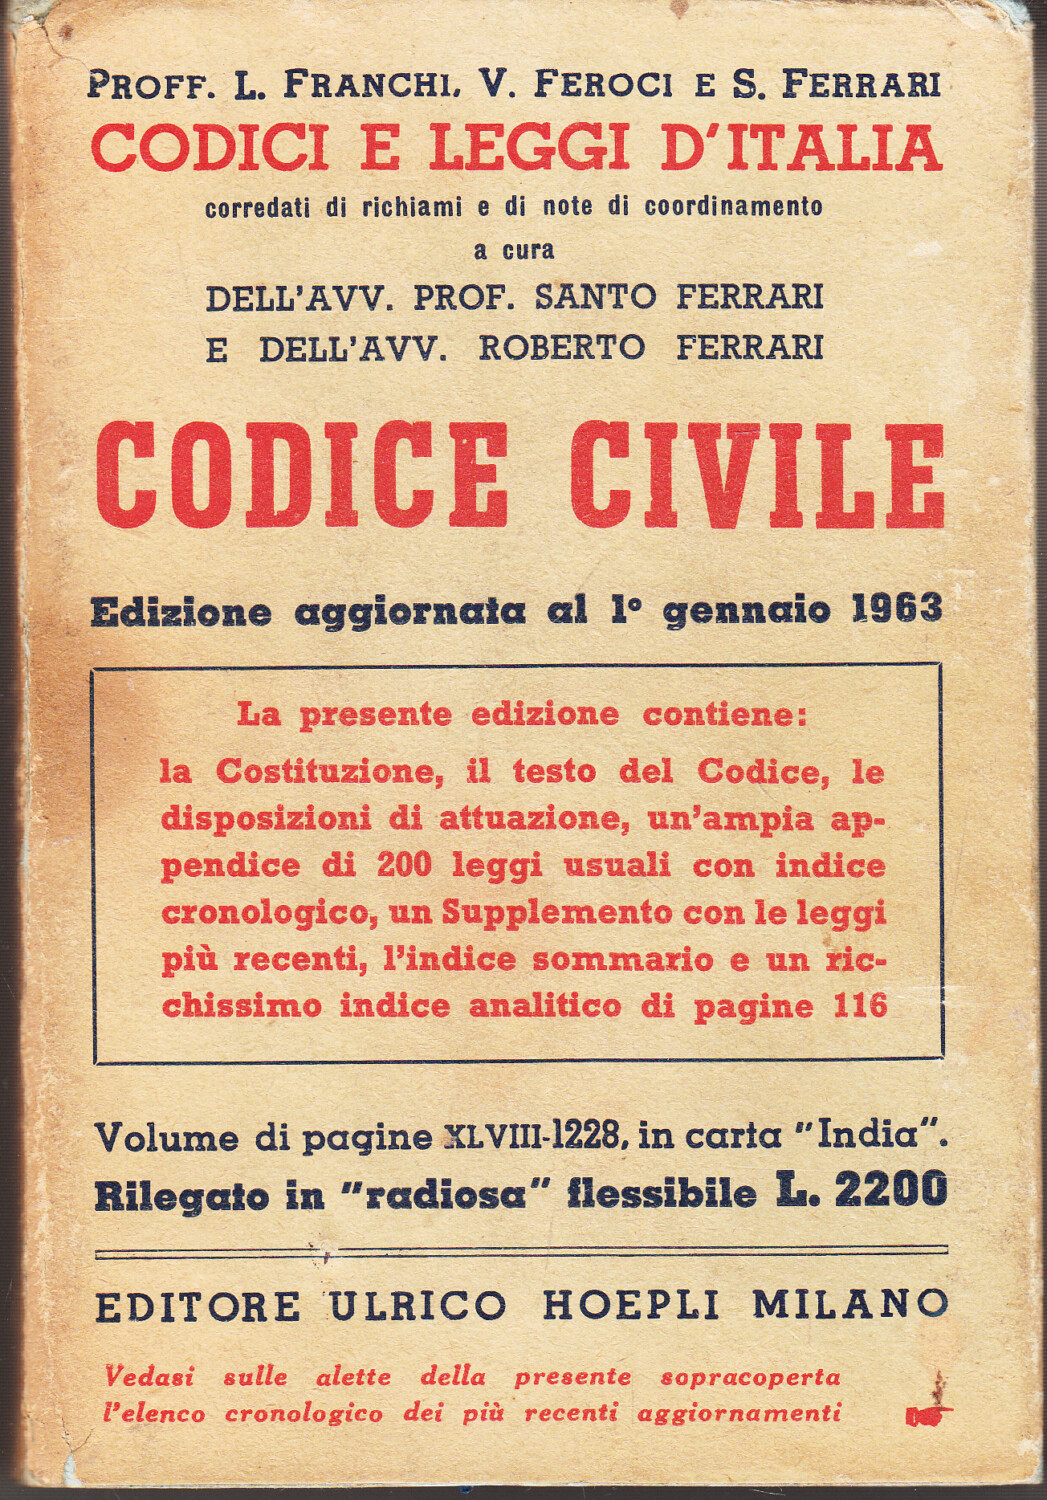 PROFF. L. FRANCHI, V. FEROCI E S. FERRARI
CODICI E LEGGI D'ITALIA
corredati di richiami e di note di coordinamento
a cura
DELL'AVV. PROF. SANTO FERRARI
E DELL'AVV. ROBERTO FERRARI
CODICE CIVILE
Edizione aggiornata al 1° gennaio 1963
La presente edizione contiene:
la Costituzione, il testo del Codice, le
disposizioni di attuazione, un'ampia ap-
pendice di 200 leggi usuali con indice
cronologico, un Supplemento con le leggi
più recenti, l'indice sommario e un ric-
chissimo indice analitico di pagine 116
Volume di pagine XLVIII-1228, in carta "India".
Rilegato in "radiosa" flessibile L. 2200
EDITORE ULRICO HOEPLI MILANO
Vedasi sulle alette della presente sopracoperta
l'elenco cronologico dei più recenti aggiornamenti